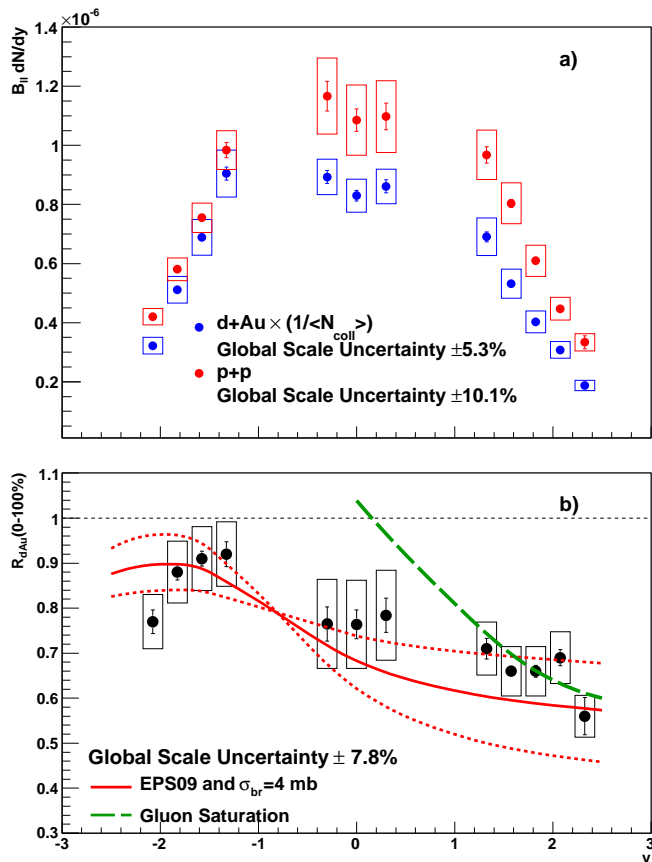 ×10⁻⁶
B_ll dN/dy
a)
1.4
1.2
1
0.8
0.6
0.4
0.2
d+Au × (1/<N_coll>)
Global Scale Uncertainty ±5.3%
p+p
Global Scale Uncertainty ±10.1%
R_dAu(0-100%)
b)
1.1
1
0.9
0.8
0.7
0.6
0.5
0.4
0.3
Global Scale Uncertainty ± 7.8%
EPS09 and σ_br=4 mb
Gluon Saturation
-3 -2 -1 0 1 2 3
y